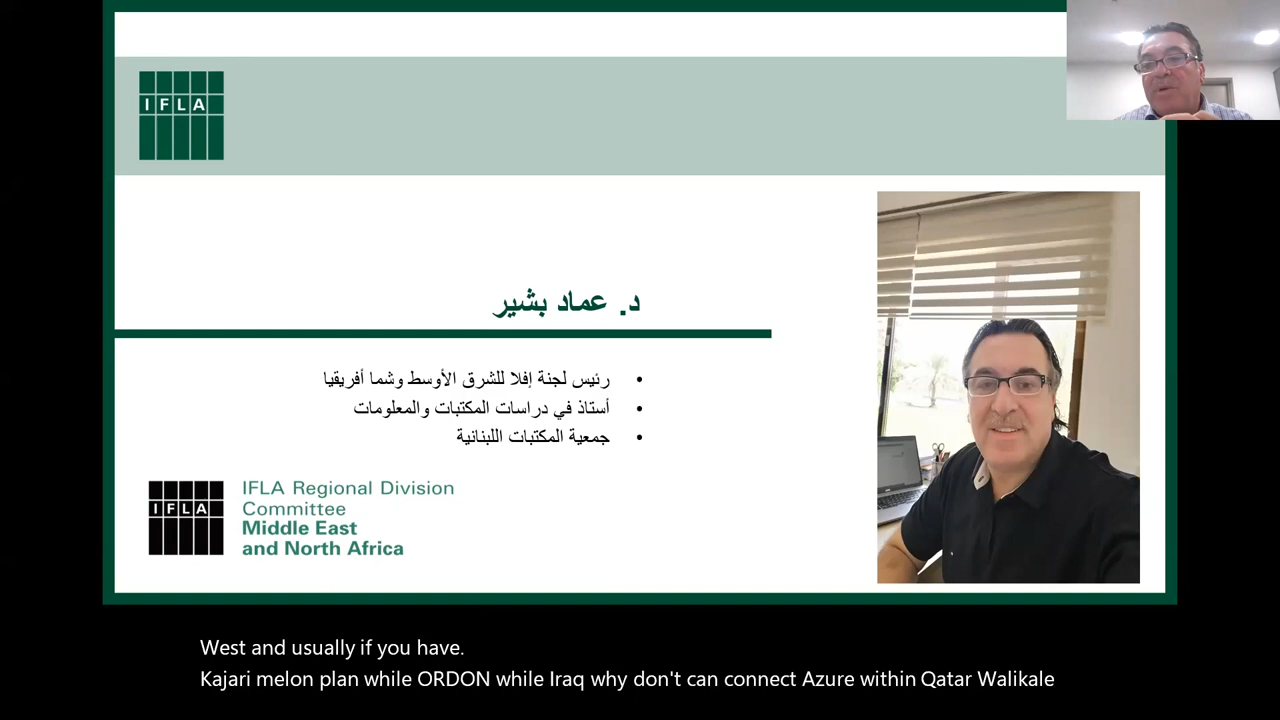 IFLA
د. عماد بشير
• رئيس لجنة إفلا للشرق الأوسط وشما أفريقيا
• أستاذ في دراسات المكتبات والمعلومات
• جمعية المكتبات اللبنانية
IFLA
IFLA Regional Division
Committee
Middle East
and North Africa
West and usually if you have.
Kajari melon plan while ORDON while Iraq why don't can connect Azure within Qatar Walikale